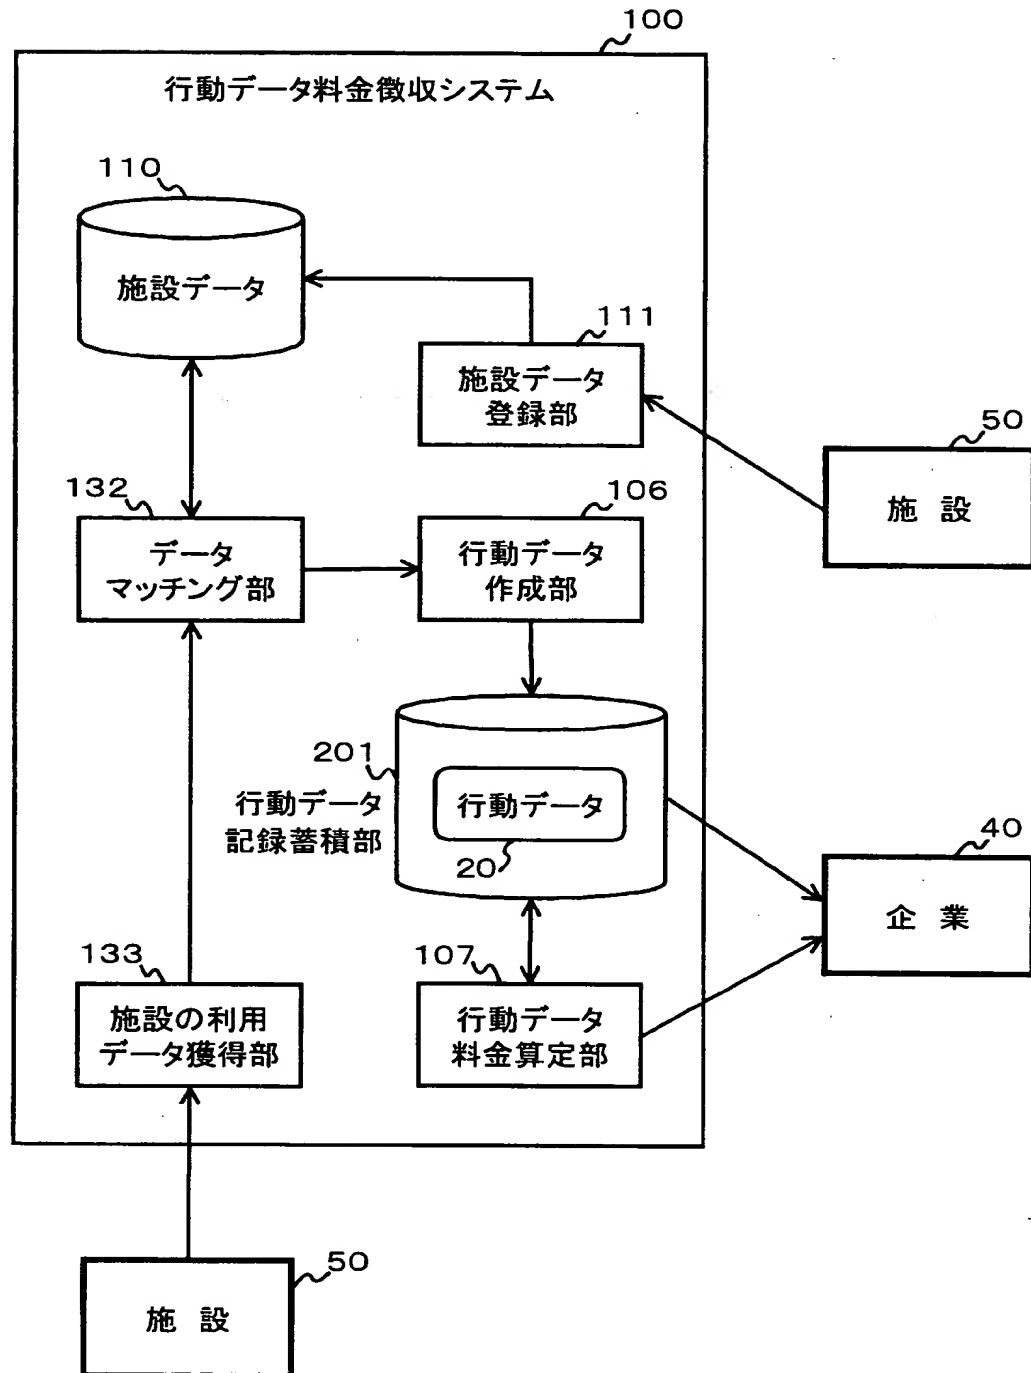 100
行動データ料金徴収システム
110
施設データ
111
施設データ
登録部
50
施 設
132
データ
マッチング部
106
行動データ
作成部
201
行動データ
記録蓄積部
行動データ
20
40
企 業
133
施設の利用
データ獲得部
107
行動データ
料金算定部
50
施 設